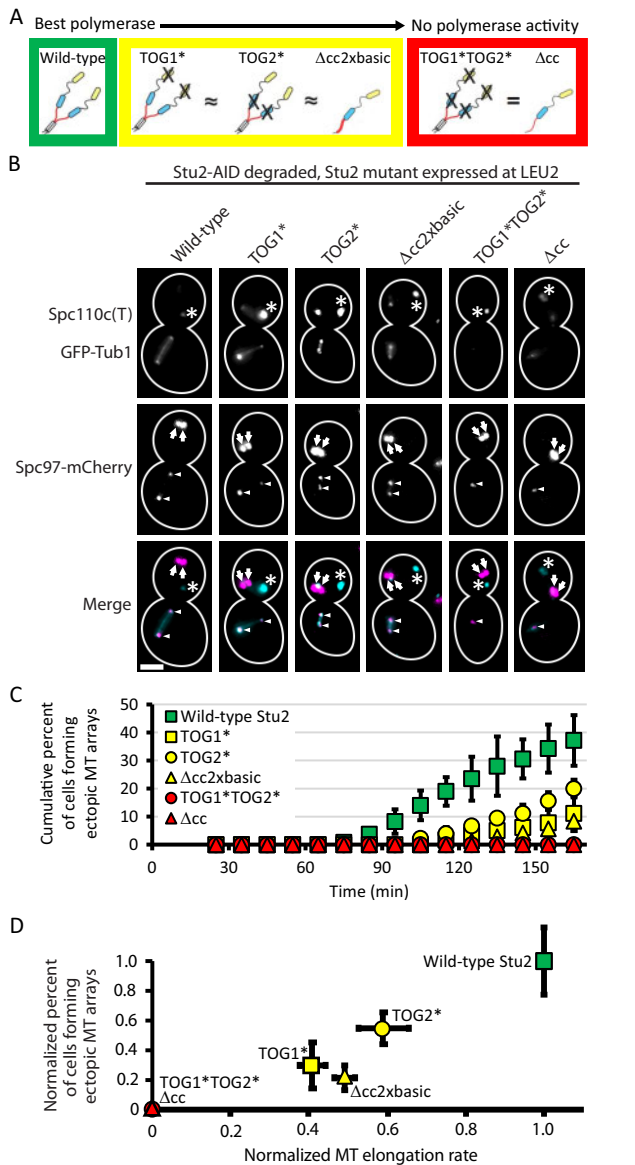 A
Best polymerase
No polymerase activity
Wild-type
TOG1*
TOG2*
Δcc2xbasic
TOG1*TOG2*
Δcc
≈
≈
=
B
Stu2-AID degraded, Stu2 mutant expressed at LEU2
Wild-type
TOG1*
TOG2*
Δcc2xbasic
TOG1*TOG2*
Δcc
Spc110c(T)
GFP-Tub1
Spc97-mCherry
Merge
* * * * * *
* * * * * *
C
Cumulative percent
of cells forming
ectopic MT arrays
50
40
30
20
10
0
Wild-type Stu2
TOG1*
TOG2*
Δcc2xbasic
TOG1*TOG2*
Δcc
0 30 60 90 120 150
Time (min)
D
Normalized percent
of cells forming
ectopic MT arrays
1.0
0.8
0.6
0.4
0.2
0
Wild-type Stu2
TOG2*
TOG1*
Δcc2xbasic
TOG1*TOG2*
Δcc
0 0.2 0.4 0.6 0.8 1.0
Normalized MT elongation rate